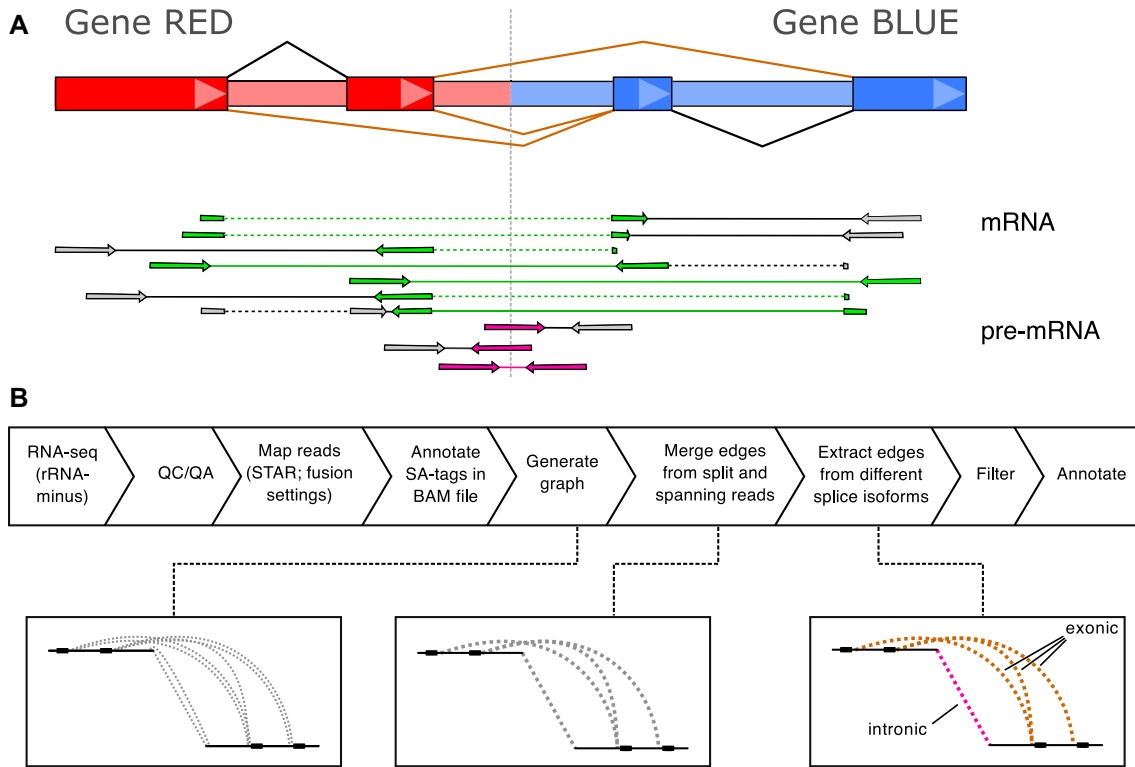 A
Gene RED
Gene BLUE
mRNA
pre-mRNA
B
RNA-seq
(rRNA-
minus)
QC/QA
Map reads
(STAR; fusion
settings)
Annotate
SA-tags in
BAM file
Generate
graph
Merge edges
from split and
spanning reads
Extract edges
from different
splice isoforms
Filter
Annotate
exonic
intronic